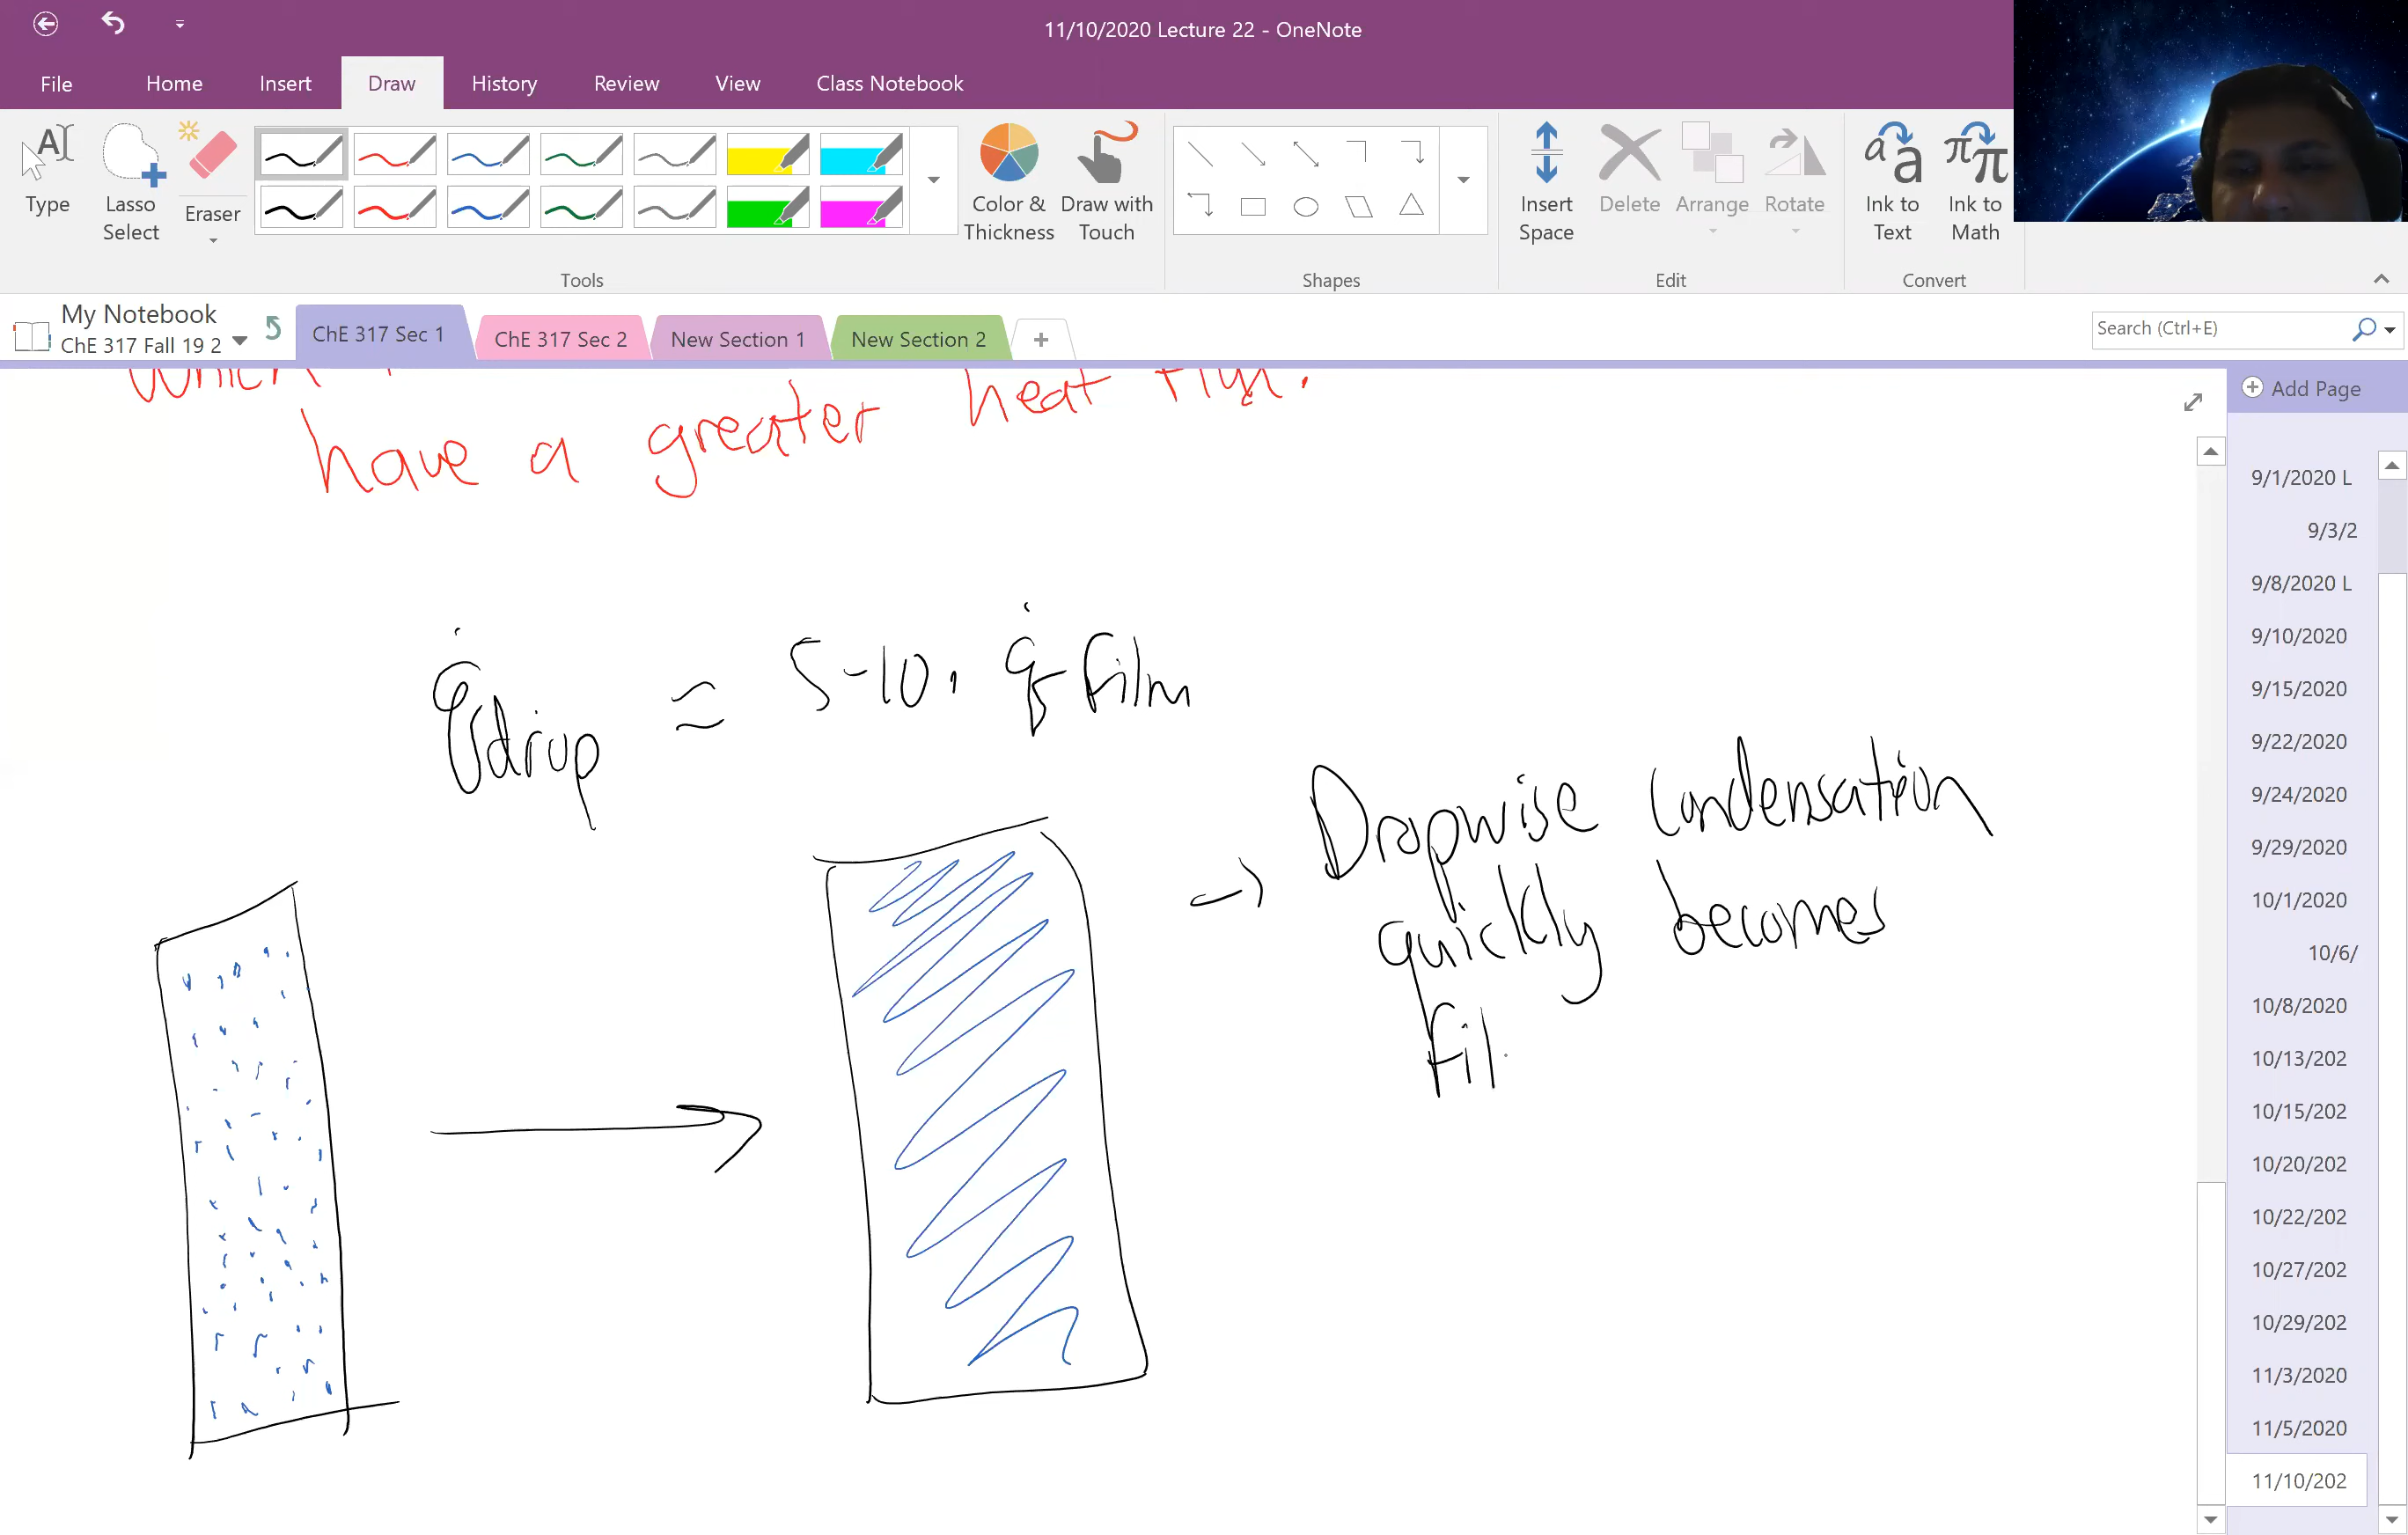 11/10/2020 Lecture 22 - OneNote
File Home Insert Draw History Review View Class Notebook
Type
Lasso Select
Eraser
Color & Thickness
Draw with Touch
Insert Space
Delete
Arrange
Rotate
Ink to Text
Ink to Math
Tools Shapes Edit Convert
My Notebook
ChE 317 Fall 19 2
ChE 317 Sec 1
ChE 317 Sec 2
New Section 1
New Section 2
+
Search (Ctrl+E)
Add Page
which
have a greater heat flux.
q̇drop ≈ 5-10 · q̇film
→ Dropwise condensation
quickly becomes
fil
9/1/2020 L
9/3/2
9/8/2020 L
9/10/2020
9/15/2020
9/22/2020
9/24/2020
9/29/2020
10/1/2020
10/6/
10/8/2020
10/13/202
10/15/202
10/20/202
10/22/202
10/27/202
10/29/202
11/3/2020
11/5/2020
11/10/202